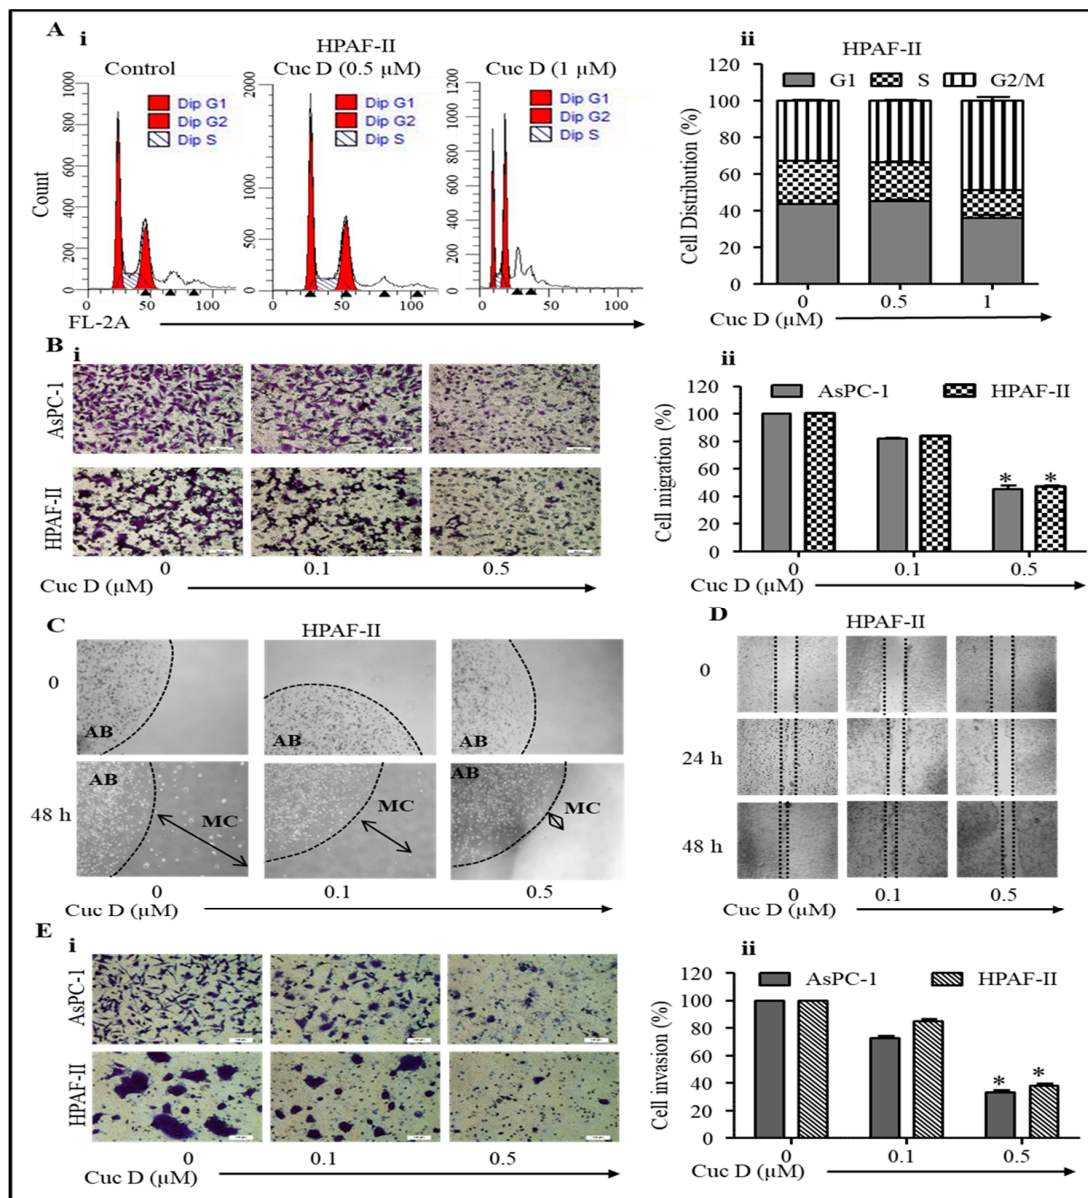 A
i
HPAF-II
Control
Cuc D (0.5 µM)
Cuc D (1 µM)
Count
1000
800
600
400
200
0
Dip G1
Dip G2
Dip S
0 50 100
2000
1000
500
0
Dip G1
Dip G2
Dip S
0 50 100
1200
1000
800
600
400
200
0
Dip G1
Dip G2
Dip S
0 50 100
FL-2A
ii
HPAF-II
G1 S G2/M
Cell Distribution (%)
120
100
80
60
40
20
0
0 0.5 1
Cuc D (µM)
B
i
AsPC-1
HPAF-II
0 0.1 0.5
Cuc D (µM)
ii
AsPC-1 HPAF-II
Cell migration (%)
120
100
80
60
40
20
0
* *
0 0.1 0.5
Cuc D (µM)
C
HPAF-II
0
AB
AB
AB
48 h
AB
MC
AB
MC
AB
MC
0 0.1 0.5
Cuc D (µM)
D
HPAF-II
0
24 h
48 h
0 0.1 0.5
Cuc D (µM)
E
i
AsPC-1
HPAF-II
0 0.1 0.5
Cuc D (µM)
ii
AsPC-1 HPAF-II
Cell invasion (%)
120
100
80
60
40
20
0
* *
0 0.1 0.5
Cuc D (µM)